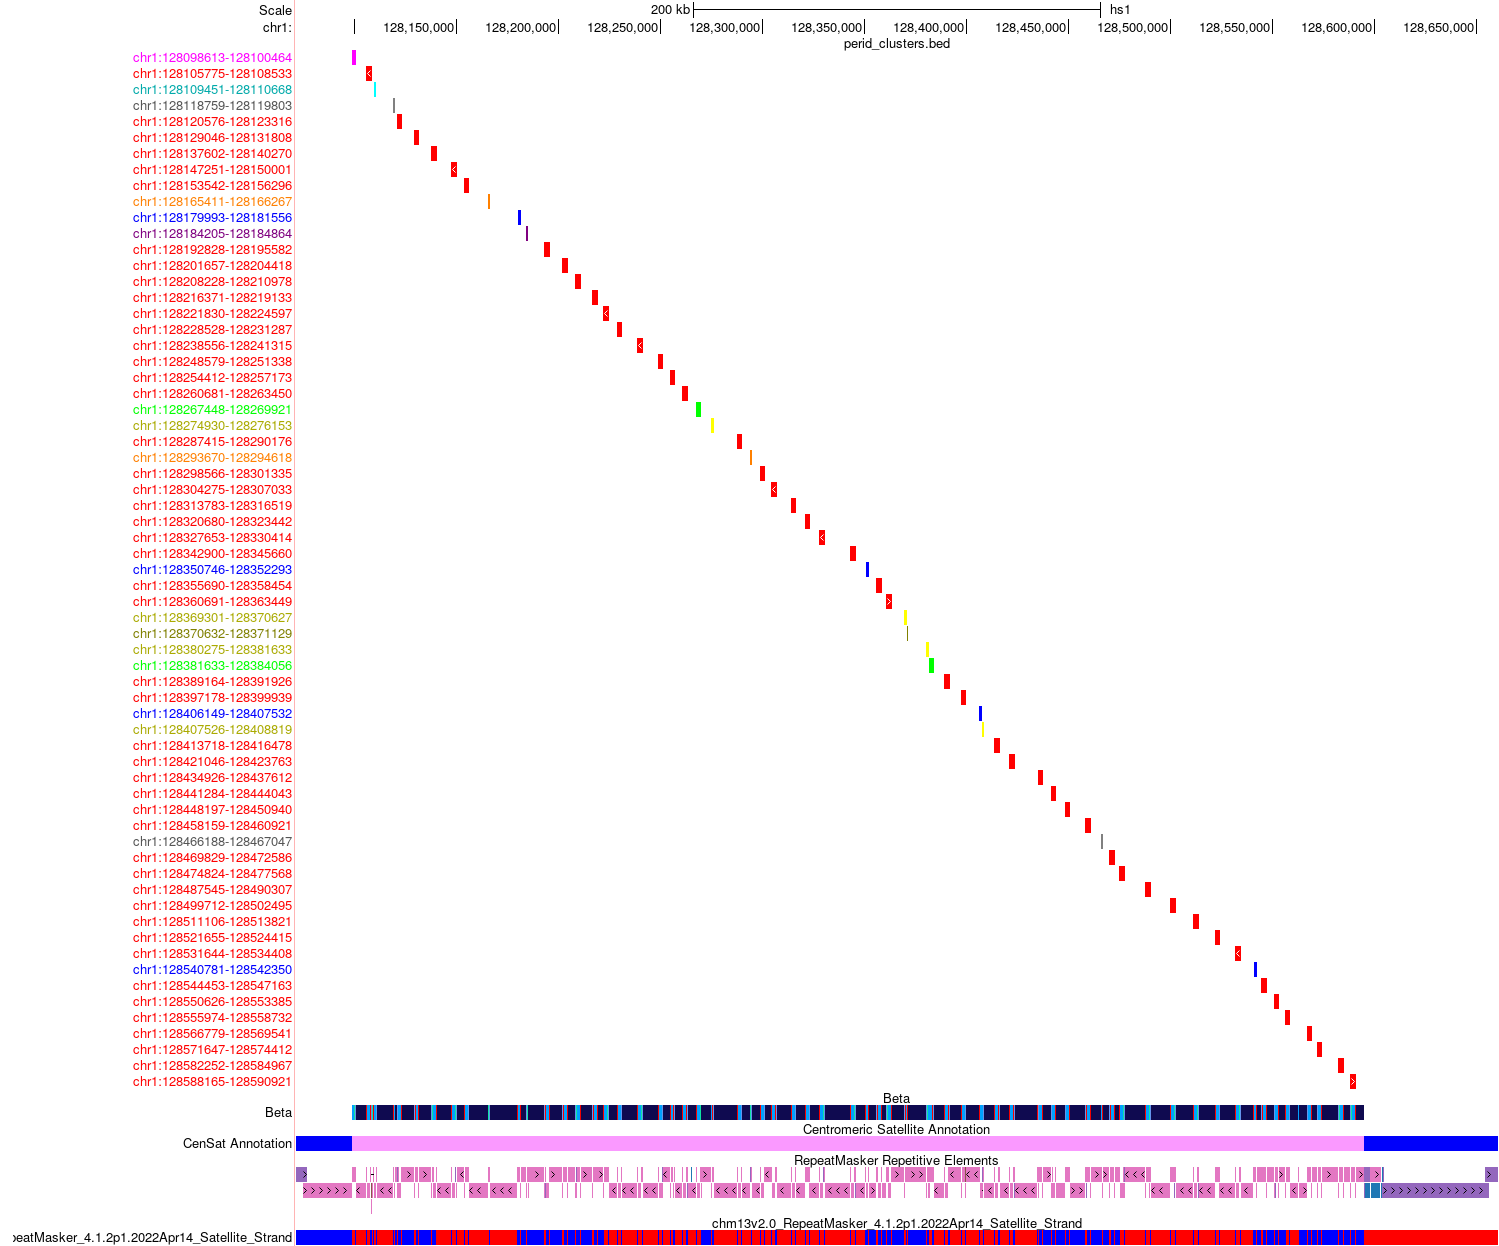 Scale 200 kb hs1
chr1: 128,150,000 128,200,000 128,250,000 128,300,000 128,350,000 128,400,000 128,450,000 128,500,000 128,550,000 128,600,000 128,650,000
perid_clusters.bed
chr1:128098613-128100464
chr1:128105775-128108533
chr1:128109451-128110668
chr1:128118759-128119803
chr1:128120576-128123316
chr1:128129046-128131808
chr1:128137602-128140270
chr1:128147251-128150001
chr1:128153542-128156296
chr1:128165411-128166267
chr1:128179993-128181556
chr1:128184205-128184864
chr1:128192828-128195582
chr1:128201657-128204418
chr1:128208228-128210978
chr1:128216371-128219133
chr1:128221830-128224597
chr1:128228528-128231287
chr1:128238556-128241315
chr1:128248579-128251338
chr1:128254412-128257173
chr1:128260681-128263450
chr1:128267448-128269921
chr1:128274930-128276153
chr1:128287415-128290176
chr1:128293670-128294618
chr1:128298566-128301335
chr1:128304275-128307033
chr1:128313783-128316519
chr1:128320680-128323442
chr1:128327653-128330414
chr1:128342900-128345660
chr1:128350746-128352293
chr1:128355690-128358454
chr1:128360691-128363449
chr1:128369301-128370627
chr1:128370632-128371129
chr1:128380275-128381633
chr1:128381633-128384056
chr1:128389164-128391926
chr1:128397178-128399939
chr1:128406149-128407532
chr1:128407526-128408819
chr1:128413718-128416478
chr1:128421046-128423763
chr1:128434926-128437612
chr1:128441284-128444043
chr1:128448197-128450940
chr1:128458159-128460921
chr1:128466188-128467047
chr1:128469829-128472586
chr1:128474824-128477568
chr1:128487545-128490307
chr1:128499712-128502495
chr1:128511106-128513821
chr1:128521655-128524415
chr1:128531644-128534408
chr1:128540781-128542350
chr1:128544453-128547163
chr1:128550626-128553385
chr1:128555974-128558732
chr1:128566779-128569541
chr1:128571647-128574412
chr1:128582252-128584967
chr1:128588165-128590921
Beta
Beta
Centromeric Satellite Annotation
CenSat Annotation
RepeatMasker Repetitive Elements
chm13v2.0_RepeatMasker_4.1.2p1.2022Apr14_Satellite_Strand
eatMasker_4.1.2p1.2022Apr14_Satellite_Strand